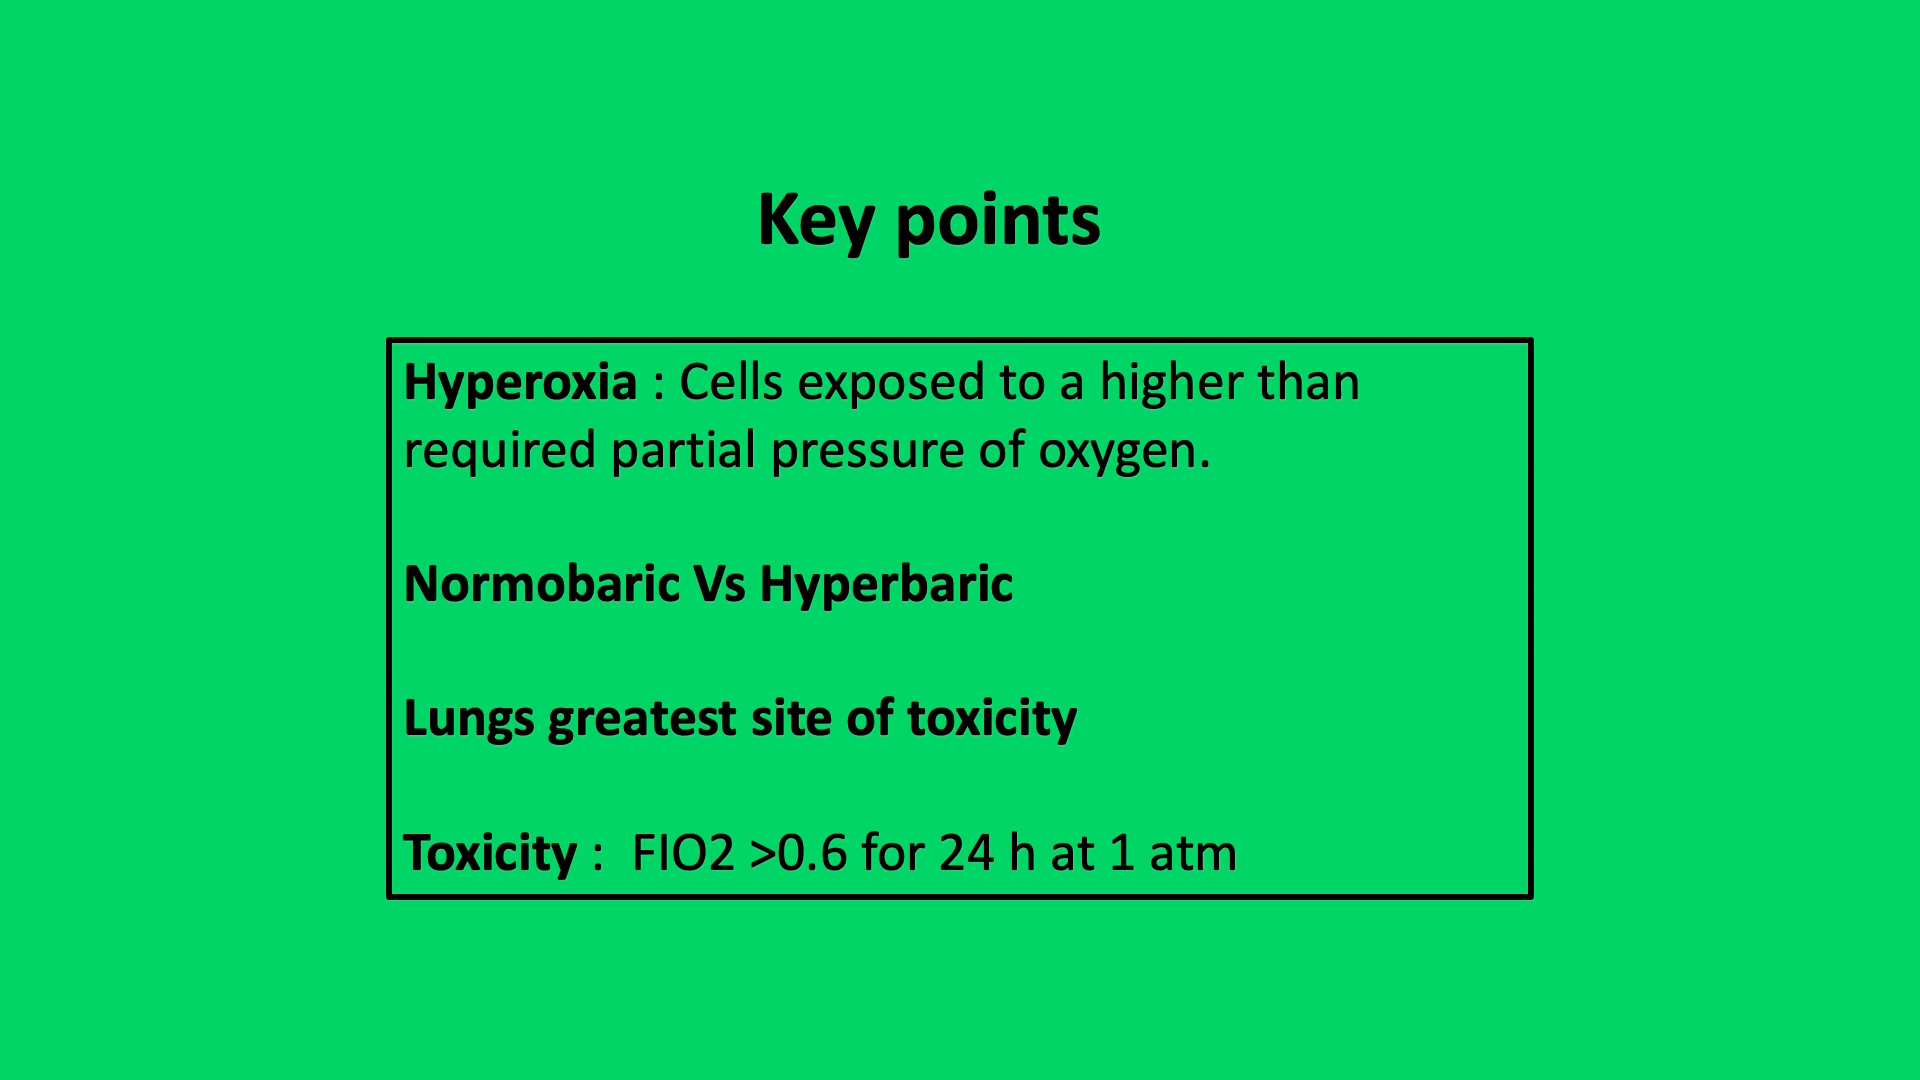 Key points
Hyperoxia : Cells exposed to a higher than
required partial pressure of oxygen.
Normobaric Vs Hyperbaric
Lungs greatest site of toxicity
Toxicity :  FIO2 >0.6 for 24 h at 1 atm